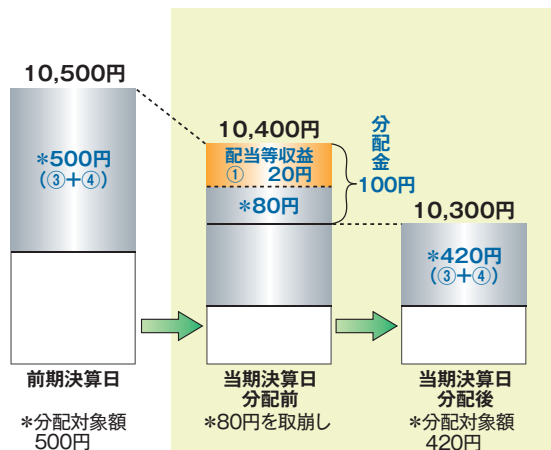 10,500円
*500円
(③+④)
前期決算日
*分配対象額
500円
10,400円
配当等収益
① 20円
*80円
分配金
100円
当期決算日
分配前
*80円を取崩し
10,300円
*420円
(③+④)
当期決算日
分配後
*分配対象額
420円